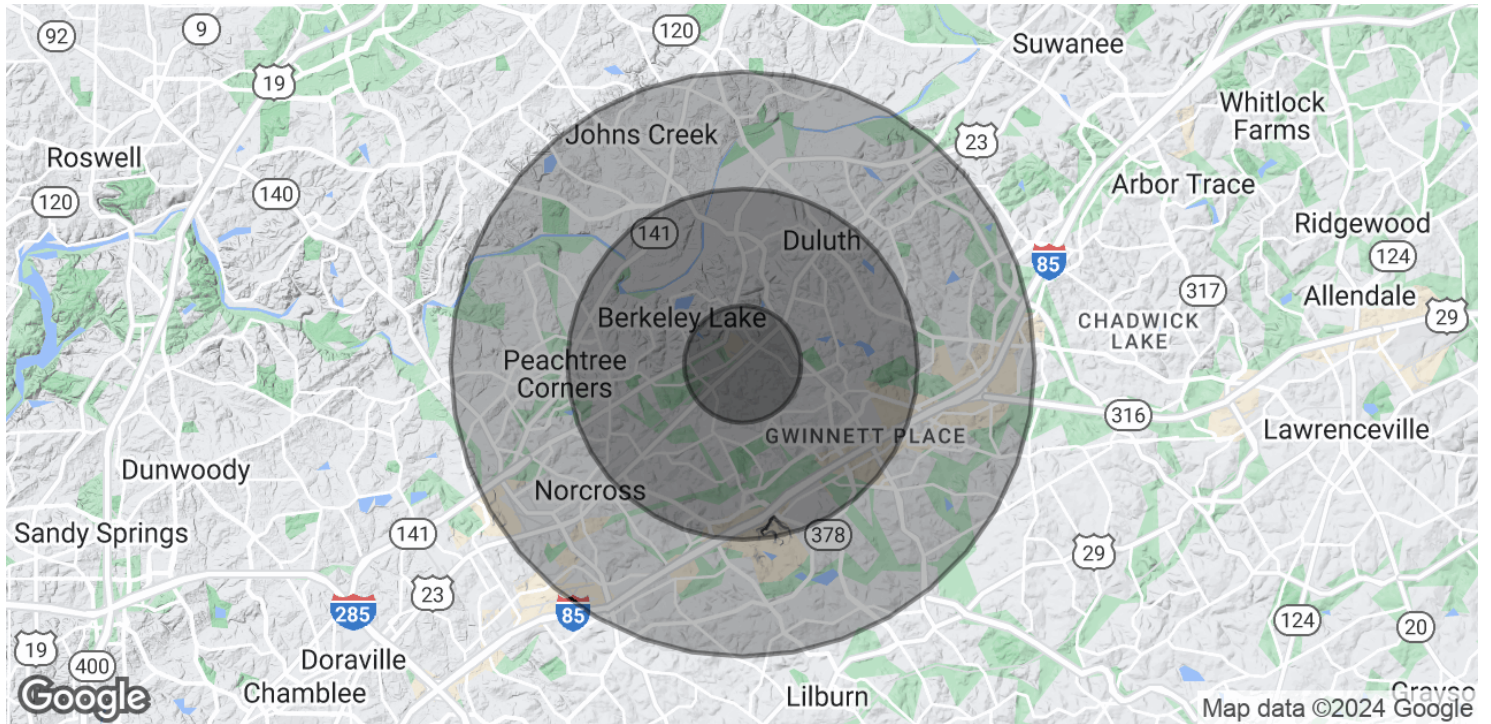 92
9
120
Suwanee
19
Whitlock
Farms
Johns Creek
23
Roswell
Arbor Trace
140
120
Ridgewood
141
Duluth
124
85
317
Allendale
29
Berkeley Lake
CHADWICK
LAKE
Peachtree
Corners
316
GWINNETT PLACE
Lawrenceville
Dunwoody
Norcross
Sandy Springs
141
378
29
23
285
85
124
20
19
400
Doraville
Chamblee
Lilburn
Grayso
Google
Map data ©2024 Google